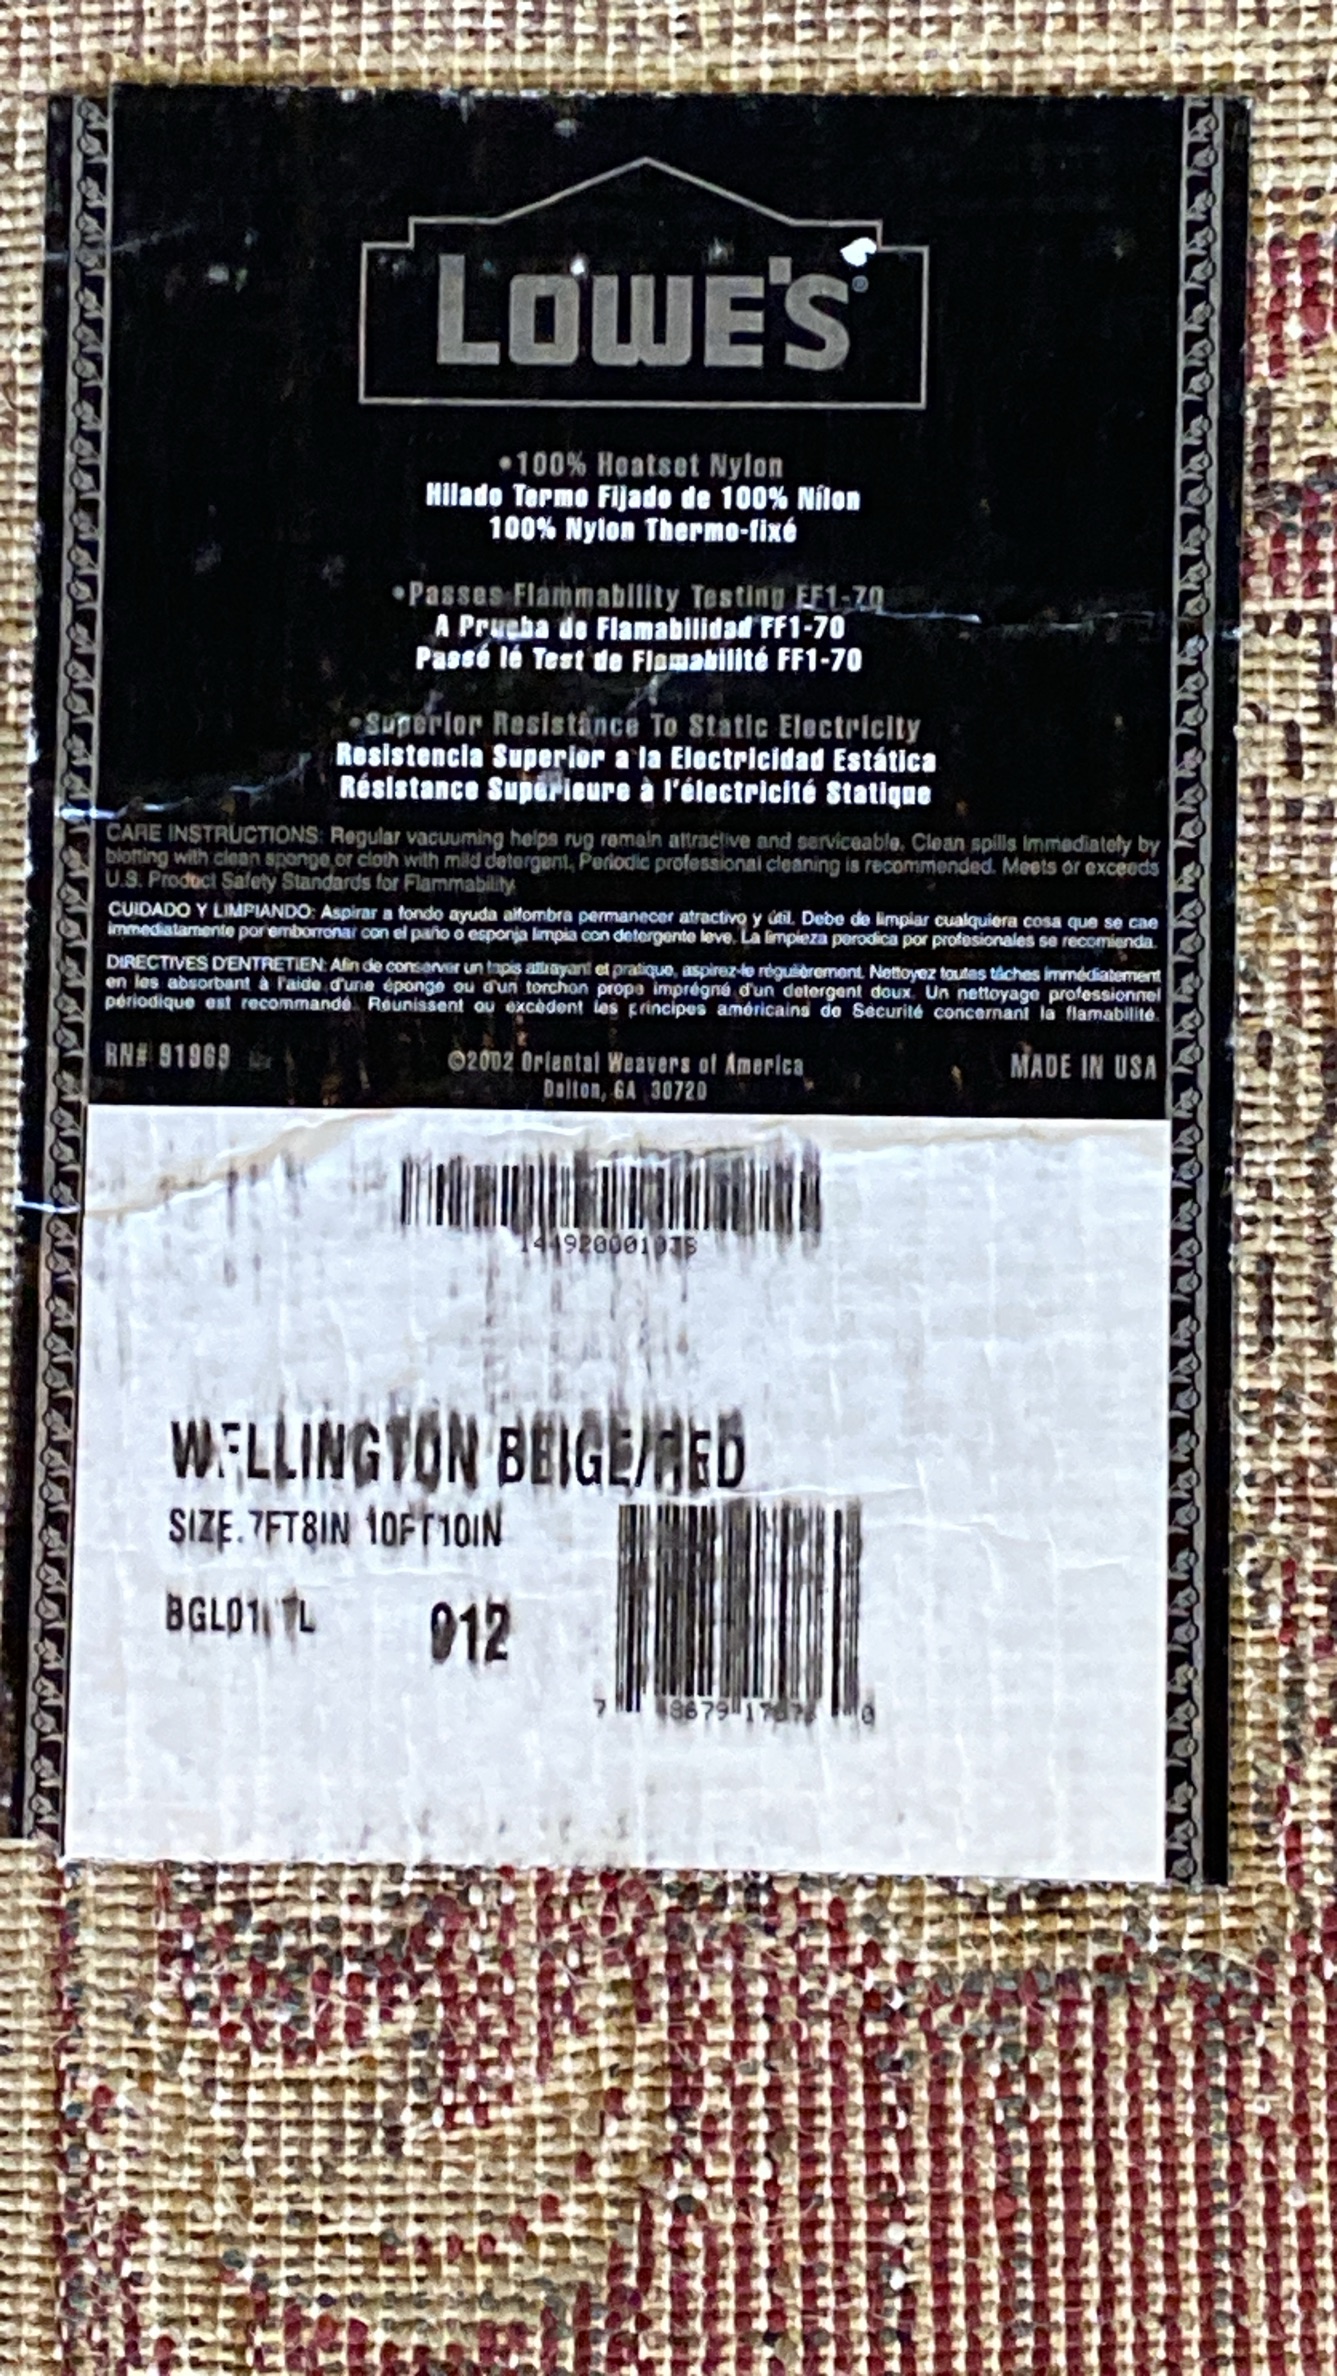 LOWE'S®
•100% Heatset Nylon
Hilado Termo Fijado de 100% Nílon
100% Nylon Thermo-fixé
•Passes Flammability Testing FF1-70
A Prueba de Flamabilidad FF1-70
Passé lé Test de Flamabilité FF1-70
•Superior Resistance To Static Electricity
Resistencia Superior a la Electricidad Estática
Résistance Supérieure à l'électricité Statique
CARE INSTRUCTIONS: Regular vacuuming helps rug remain attractive and serviceable. Clean spills immediately by
blotting with clean sponge or cloth with mild detergent. Periodic professional cleaning is recommended. Meets or exceeds
U.S. Product Safety Standards for Flammability.
CUIDADO Y LIMPIANDO: Aspirar a fondo ayuda alfombra permanecer atractivo y útil. Debe de limpiar cualquiera cosa que se cae
immediatamente por emborronar con el paño o esponja limpia con detergente leve. La limpieza perodica por profesionales se recomienda.
DIRECTIVES D'ENTRETIEN: Afin de conserver un tapis attrayant et pratique, aspirez-le régulièrement. Nettoyez toutes tâches immédiatement
en les absorbant à l'aide d'une éponge ou d'un torchon propre imprégné d'un detergent doux. Un nettoyage professionnel
périodique est recommandé. Réunissent ou excèdent les principes américains de Securité concernant la flamabilité.
RN# 91969 ©2002 Oriental Weavers of America MADE IN USA
Dalton, GA 30720
WELLINGTON BEIGE/RED
SIZE. 7FT8IN 10FT10IN
012
7 0